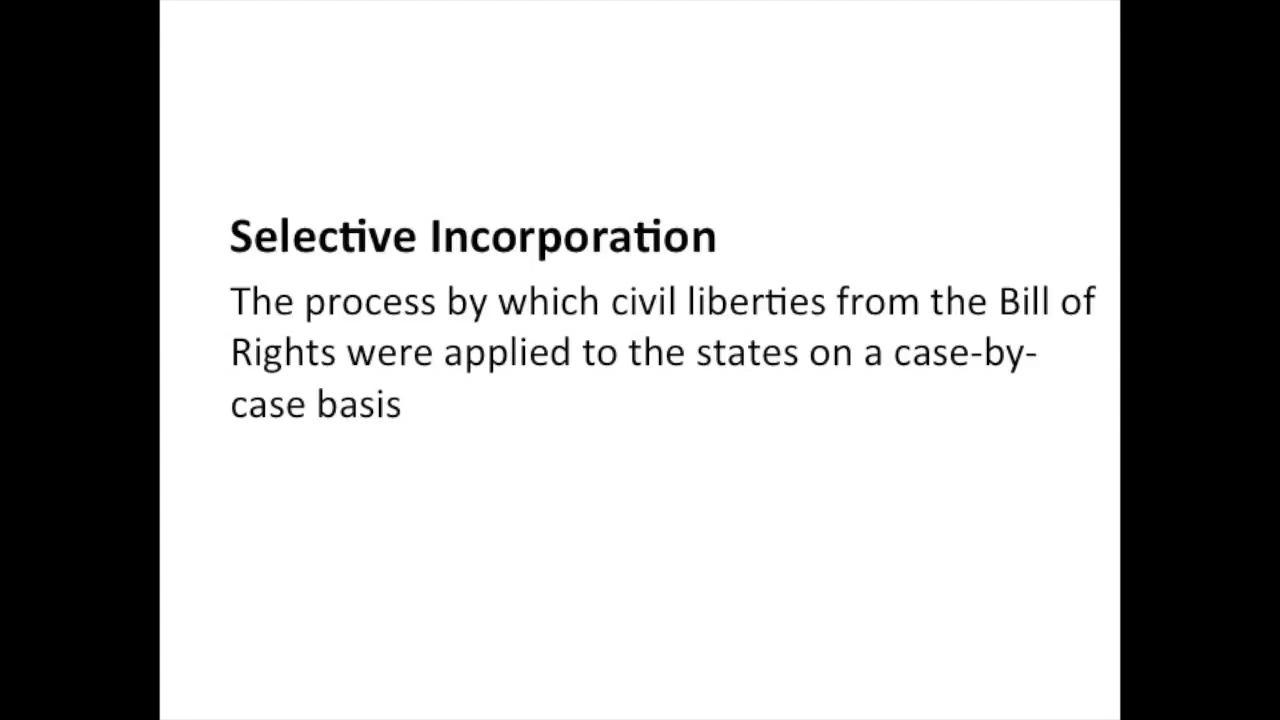 Selective Incorporation
The process by which civil liberties from the Bill of
Rights were applied to the states on a case-by-
case basis